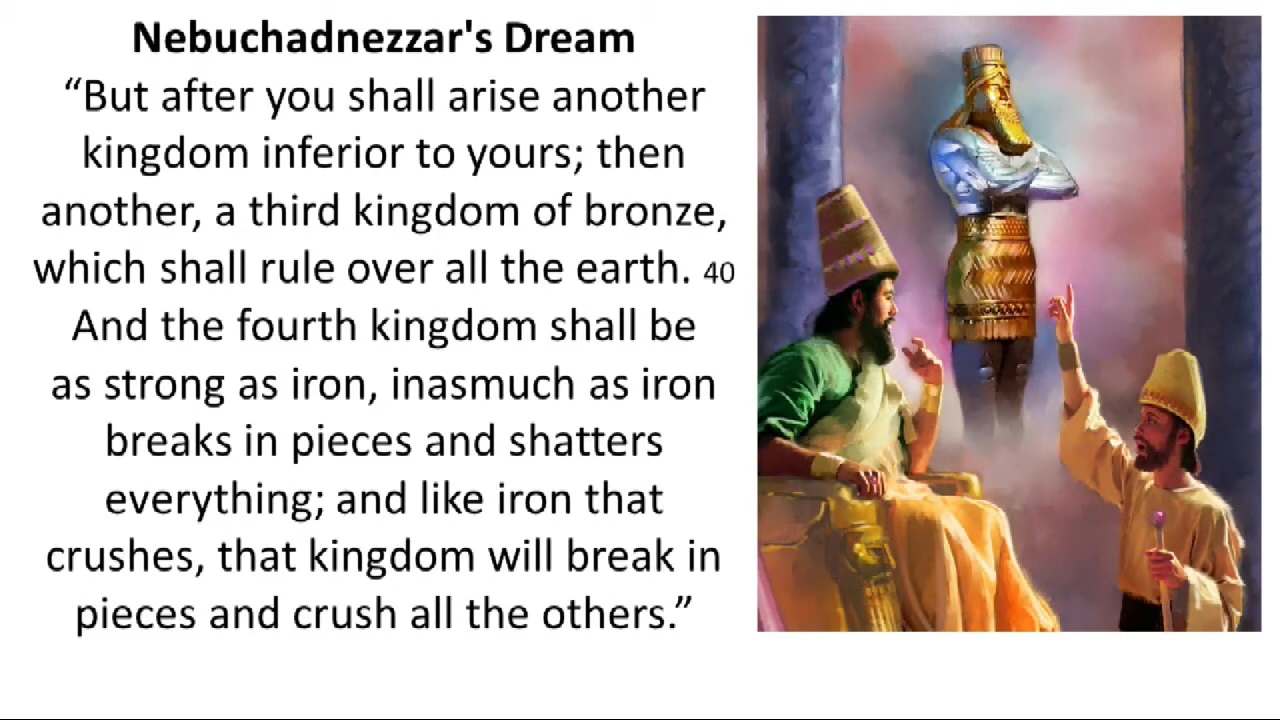 Nebuchadnezzar's Dream
“But after you shall arise another
kingdom inferior to yours; then
another, a third kingdom of bronze,
which shall rule over all the earth. 40
And the fourth kingdom shall be
as strong as iron, inasmuch as iron
breaks in pieces and shatters
everything; and like iron that
crushes, that kingdom will break in
pieces and crush all the others.”